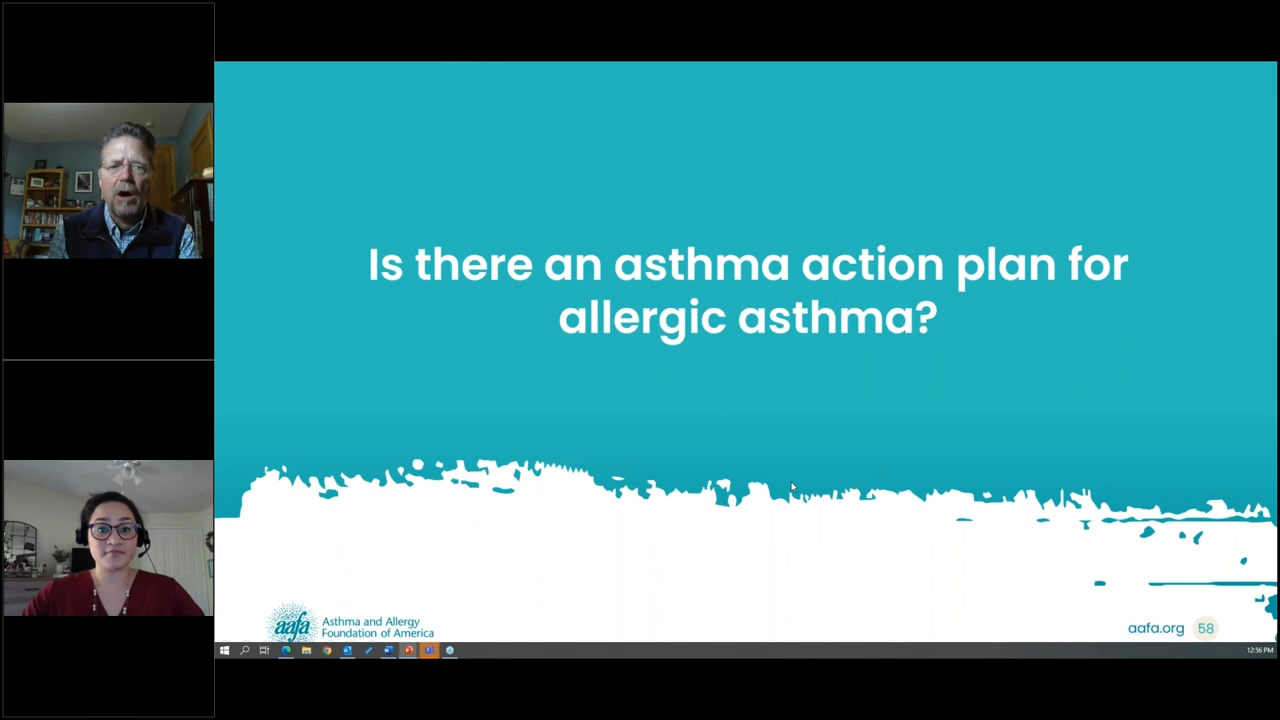 Is there an asthma action plan for
allergic asthma?
aafa
Asthma and Allergy
Foundation of America
aafa.org 58
12:56 PM